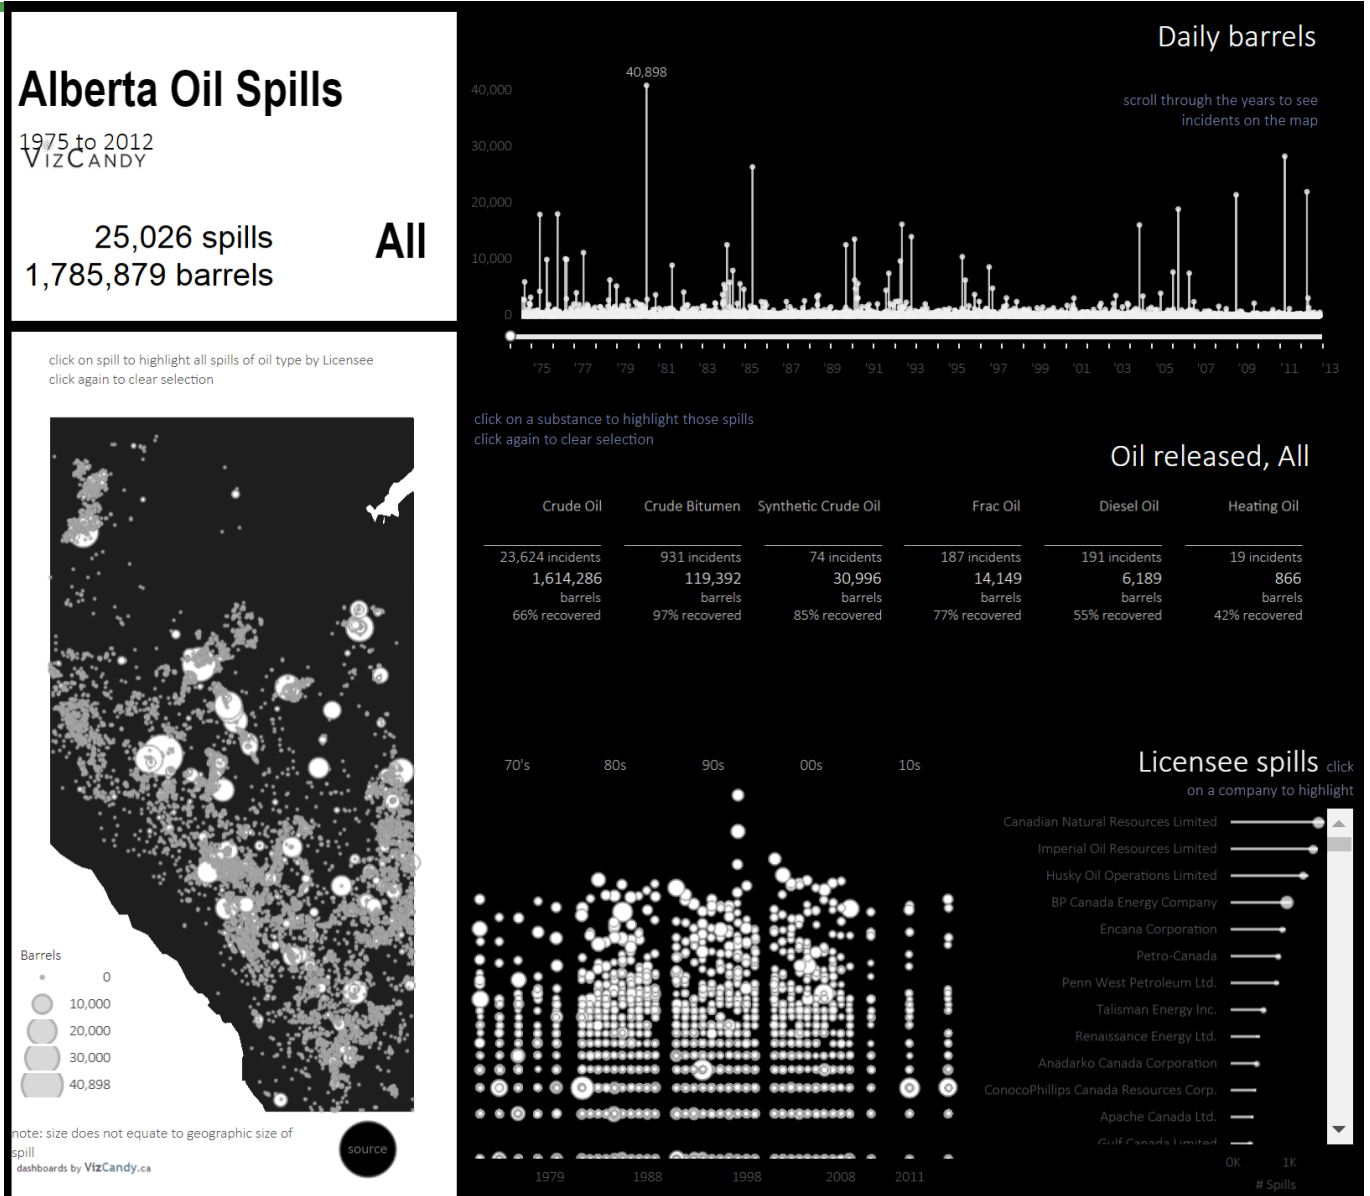 Alberta Oil Spills
1975 to 2012
VIZCANDY
25,026 spills
1,785,879 barrels
All
Daily barrels
scroll through the years to see
incidents on the map
40,898
40,000
30,000
20,000
10,000
0
'75 '77 '79 '81 '83 '85 '87 '89 '91 '93 '95 '97 '99 '01 '03 '05 '07 '09 '11 '13
click on spill to highlight all spills of oil type by Licensee
click again to clear selection
Barrels
0
10,000
20,000
30,000
40,898
note: size does not equate to geographic size of
spill
dashboards by VizCandy.ca
source
click on a substance to highlight those spills
click again to clear selection
Oil released, All
Crude Oil Crude Bitumen Synthetic Crude Oil Frac Oil Diesel Oil Heating Oil
23,624 incidents 931 incidents 74 incidents 187 incidents 191 incidents 19 incidents
1,614,286 119,392 30,996 14,149 6,189 866
barrels barrels barrels barrels barrels barrels
66% recovered 97% recovered 85% recovered 77% recovered 55% recovered 42% recovered
70's 80s 90s 00s 10s
1979 1988 1998 2008 2011
Licensee spills click
on a company to highlight
Canadian Natural Resources Limited
Imperial Oil Resources Limited
Husky Oil Operations Limited
BP Canada Energy Company
Encana Corporation
Petro-Canada
Penn West Petroleum Ltd.
Talisman Energy Inc.
Renaissance Energy Ltd.
Anadarko Canada Corporation
ConocoPhillips Canada Resources Corp.
Apache Canada Ltd.
Gulf Canada Limited
0K 1K
# Spills